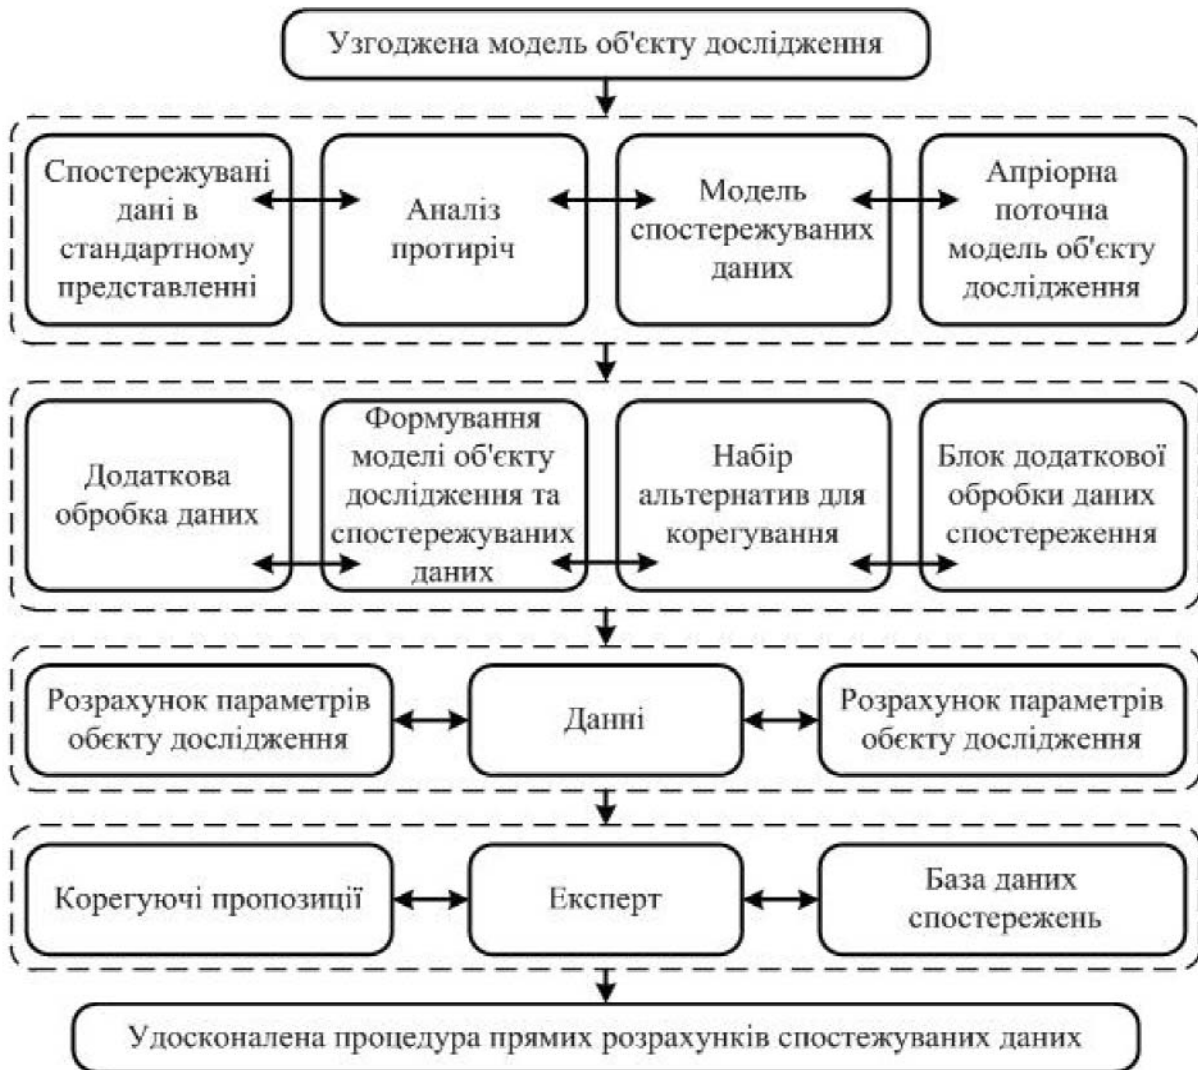 Узгоджена модель об'єкту дослідження
Спостережувані
дані в
стандартному
представленні
Аналіз
протиріч
Модель
спостережуваних
даних
Апріорна
поточна
модель об'єкту
дослідження
Додаткова
обробка даних
Формування
моделі об'єкту
дослідження та
спостережуваних
даних
Набір
альтернатив для
корегування
Блок додаткової
обробки даних
спостереження
Розрахунок параметрів
обєкту дослідження
Данні
Розрахунок параметрів
обєкту дослідження
Корегуючі пропозиції
Експерт
База даних
спостережень
Удосконалена процедура прямих розрахунків спостежуваних даних